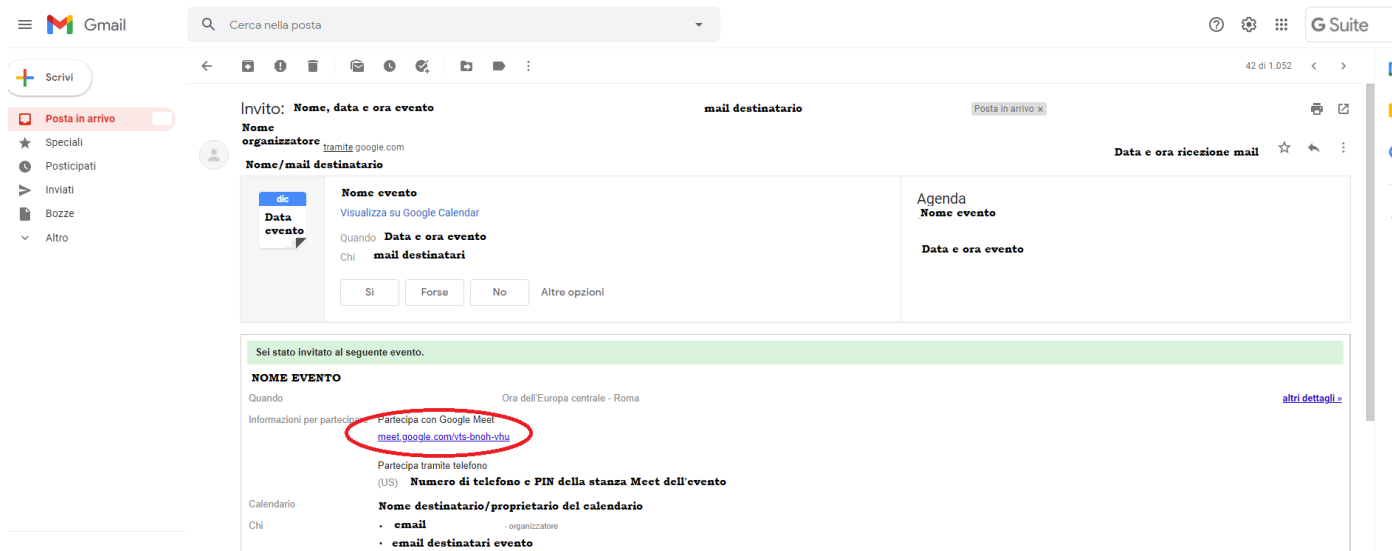 Gmail
Cerca nella posta
G Suite
Scrivi
42 di 1.052
Posta in arrivo
Speciali
Posticipati
Inviati
Bozze
Altro
Invito: Nome, data e ora evento mail destinatario Posta in arrivo x
Nome
organizzatore tramite google.com
Data e ora ricezione mail
Nome/mail destinatario
dic
Data
evento
Nome evento
Visualizza su Google Calendar
Quando Data e ora evento
Chi mail destinatari
Sì Forse No Altre opzioni
Agenda
Nome evento
Data e ora evento
Sei stato invitato al seguente evento.
NOME EVENTO
Quando Ora dell'Europa centrale - Roma altri dettagli »
Informazioni per partecipare Partecipa con Google Meet
meet.google.com/vts-bnoh-vhu
Partecipa tramite telefono
(US) Numero di telefono e PIN della stanza Meet dell'evento
Calendario Nome destinatario/proprietario del calendario
Chi • email - organizzatore
• email destinatari evento